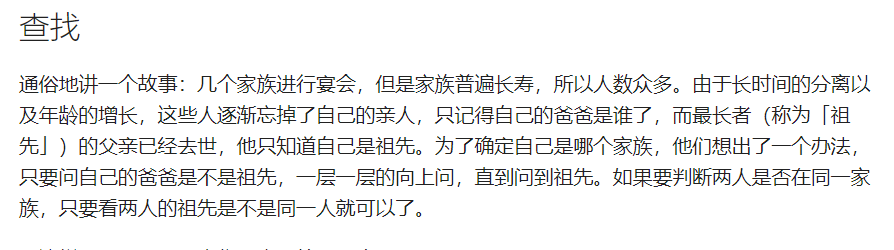 查找
通俗地讲一个故事：几个家族进行宴会，但是家族普遍长寿，所以人数众多。由于长时间的分离以
及年龄的增长，这些人逐渐忘掉了自己的亲人，只记得自己的爸爸是谁了，而最长者（称为「祖
先」）的父亲已经去世，他只知道自己是祖先。为了确定自己是哪个家族，他们想出了一个办法，
只要问自己的爸爸是不是祖先，一层一层的向上问，直到问到祖先。如果要判断两人是否在同一家
族，只要看两人的祖先是不是同一人就可以了。